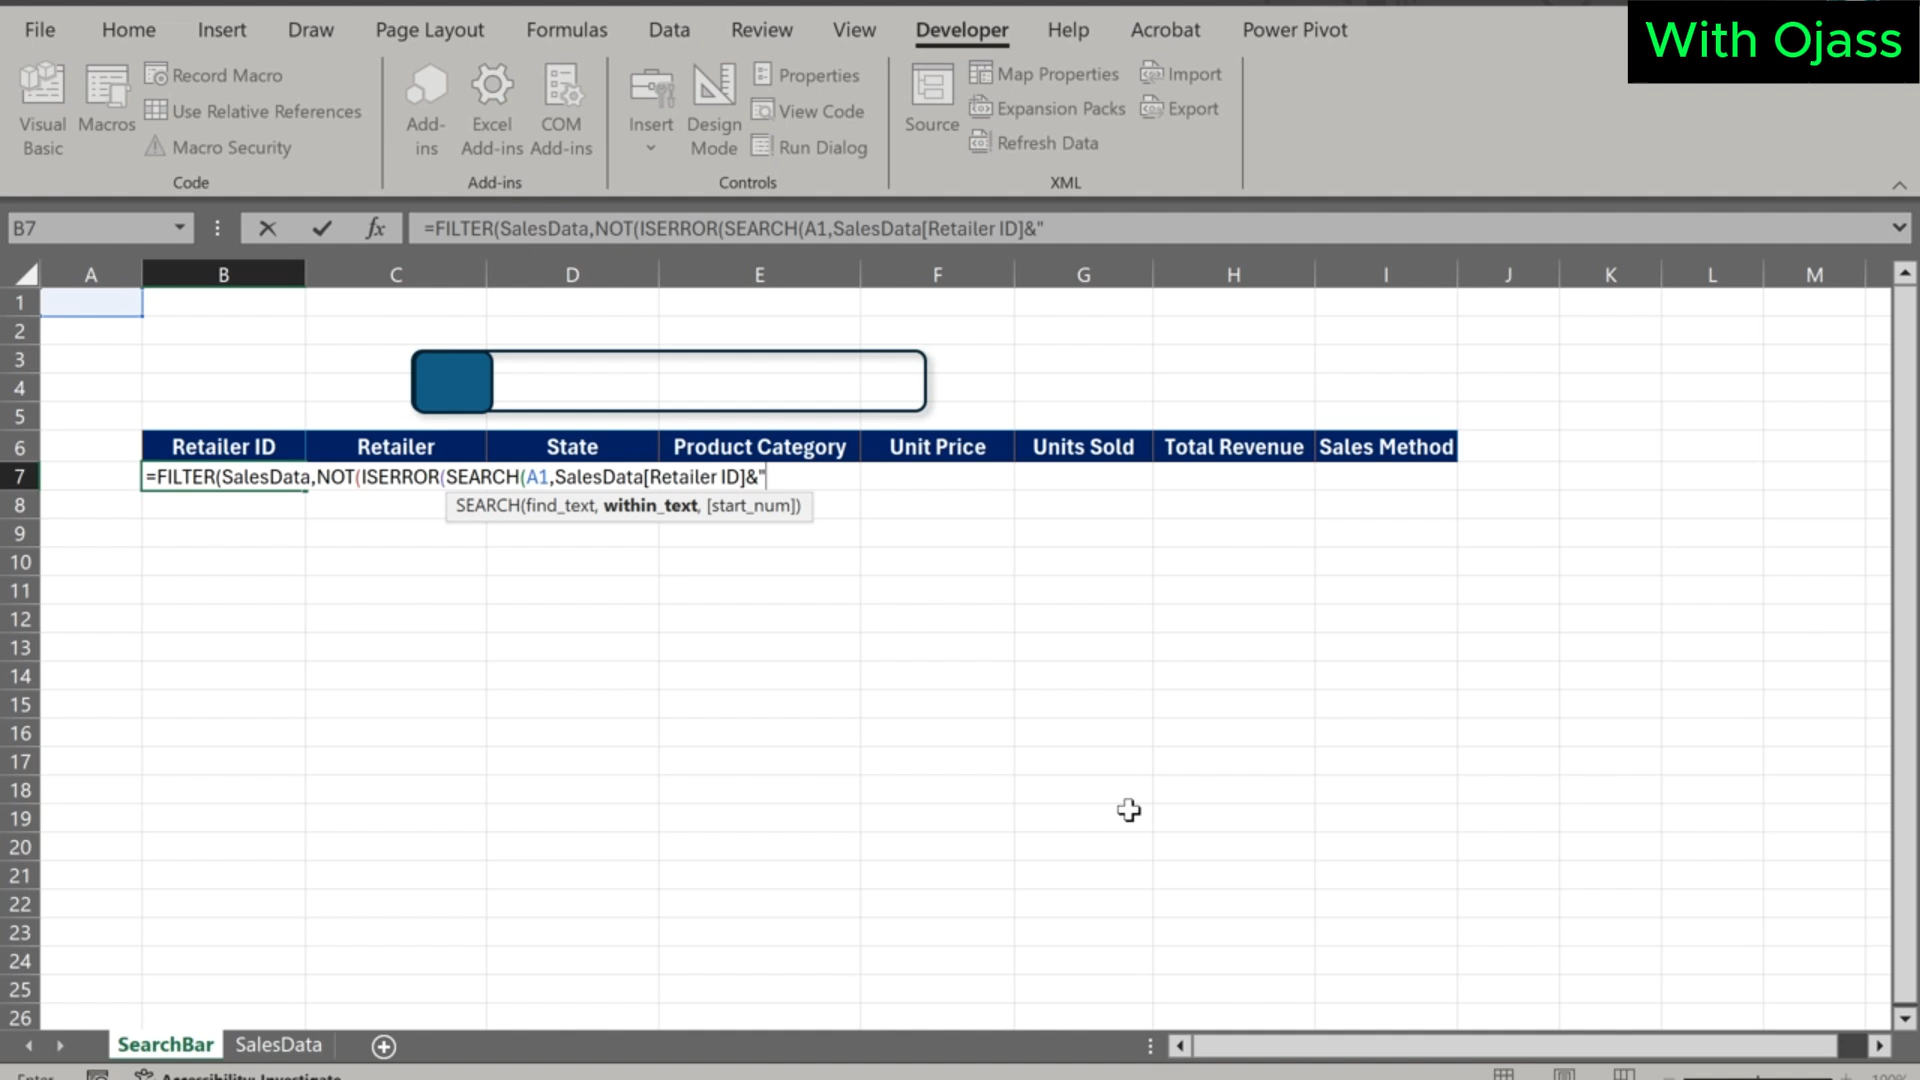 File Home Insert Draw Page Layout Formulas Data Review View Developer Help Acrobat Power Pivot
With Ojass
Visual Basic
Macros
Record Macro
Use Relative References
Macro Security
Code
Add-ins
Excel Add-ins
COM Add-ins
Add-ins
Insert
Design Mode
Properties
View Code
Run Dialog
Controls
Source
Map Properties
Expansion Packs
Refresh Data
Import
Export
XML
B7 fx =FILTER(SalesData,NOT(ISERROR(SEARCH(A1,SalesData[Retailer ID]&"
A B C D E F G H I J K L M
1
2
3
4
5
6 Retailer ID Retailer State Product Category Unit Price Units Sold Total Revenue Sales Method
7 =FILTER(SalesData,NOT(ISERROR(SEARCH(A1,SalesData[Retailer ID]&"
8 SEARCH(find_text, within_text, [start_num])
9
10
11
12
13
14
15
16
17
18
19
20
21
22
23
24
25
26
SearchBar SalesData
Enter Accessibility: Investigate 100%